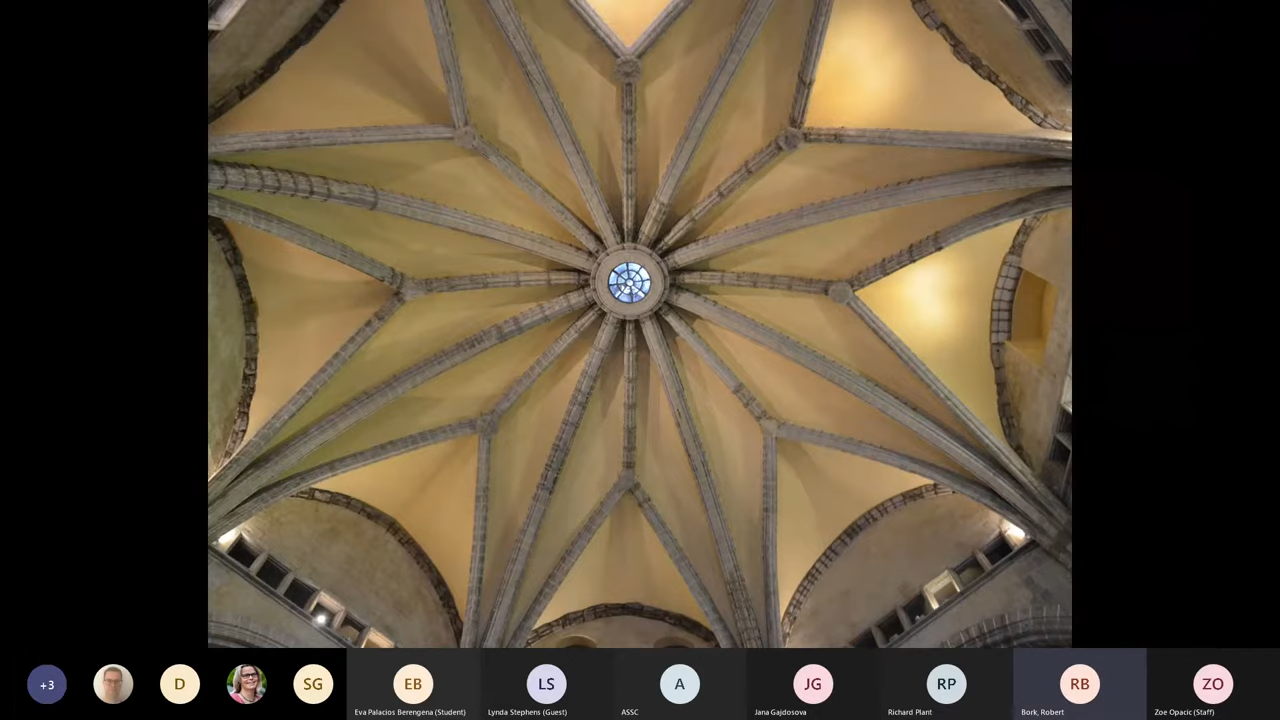 +3
D
SG
EB
LS
A
JG
RP
RB
ZO
Eva Palacios Berengena (Student)
Lynda Stephens (Guest)
ASSC
Jana Gajdosova
Richard Plant
Bork, Robert
Zoe Opacic (Staff)